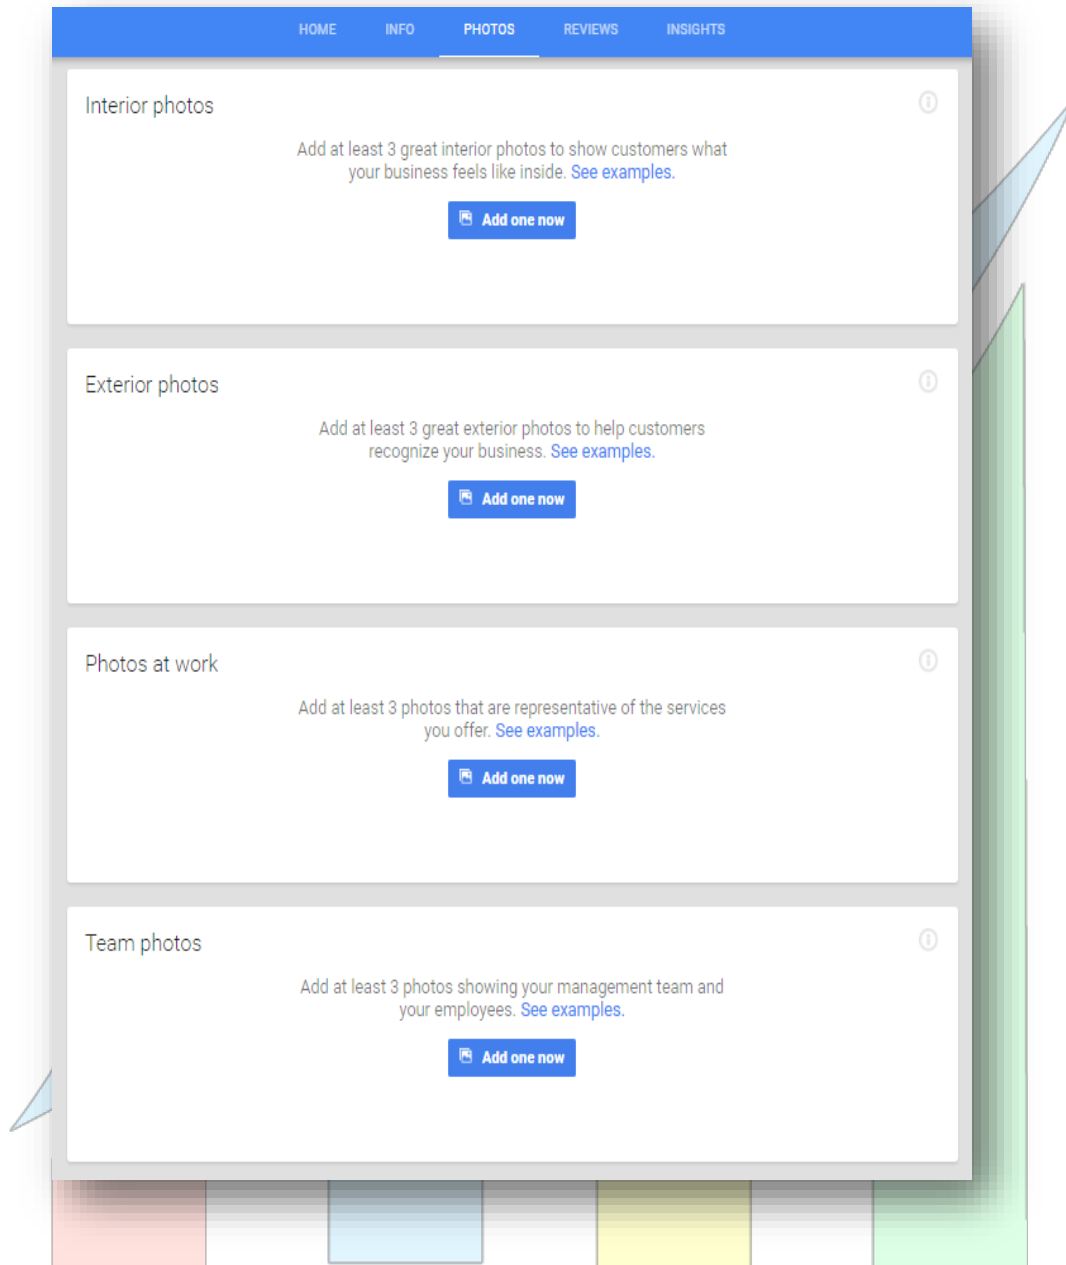 HOME INFO PHOTOS REVIEWS INSIGHTS
Interior photos
Add at least 3 great interior photos to show customers what
your business feels like inside. See examples.
Add one now
Exterior photos
Add at least 3 great exterior photos to help customers
recognize your business. See examples.
Add one now
Photos at work
Add at least 3 photos that are representative of the services
you offer. See examples.
Add one now
Team photos
Add at least 3 photos showing your management team and
your employees. See examples.
Add one now